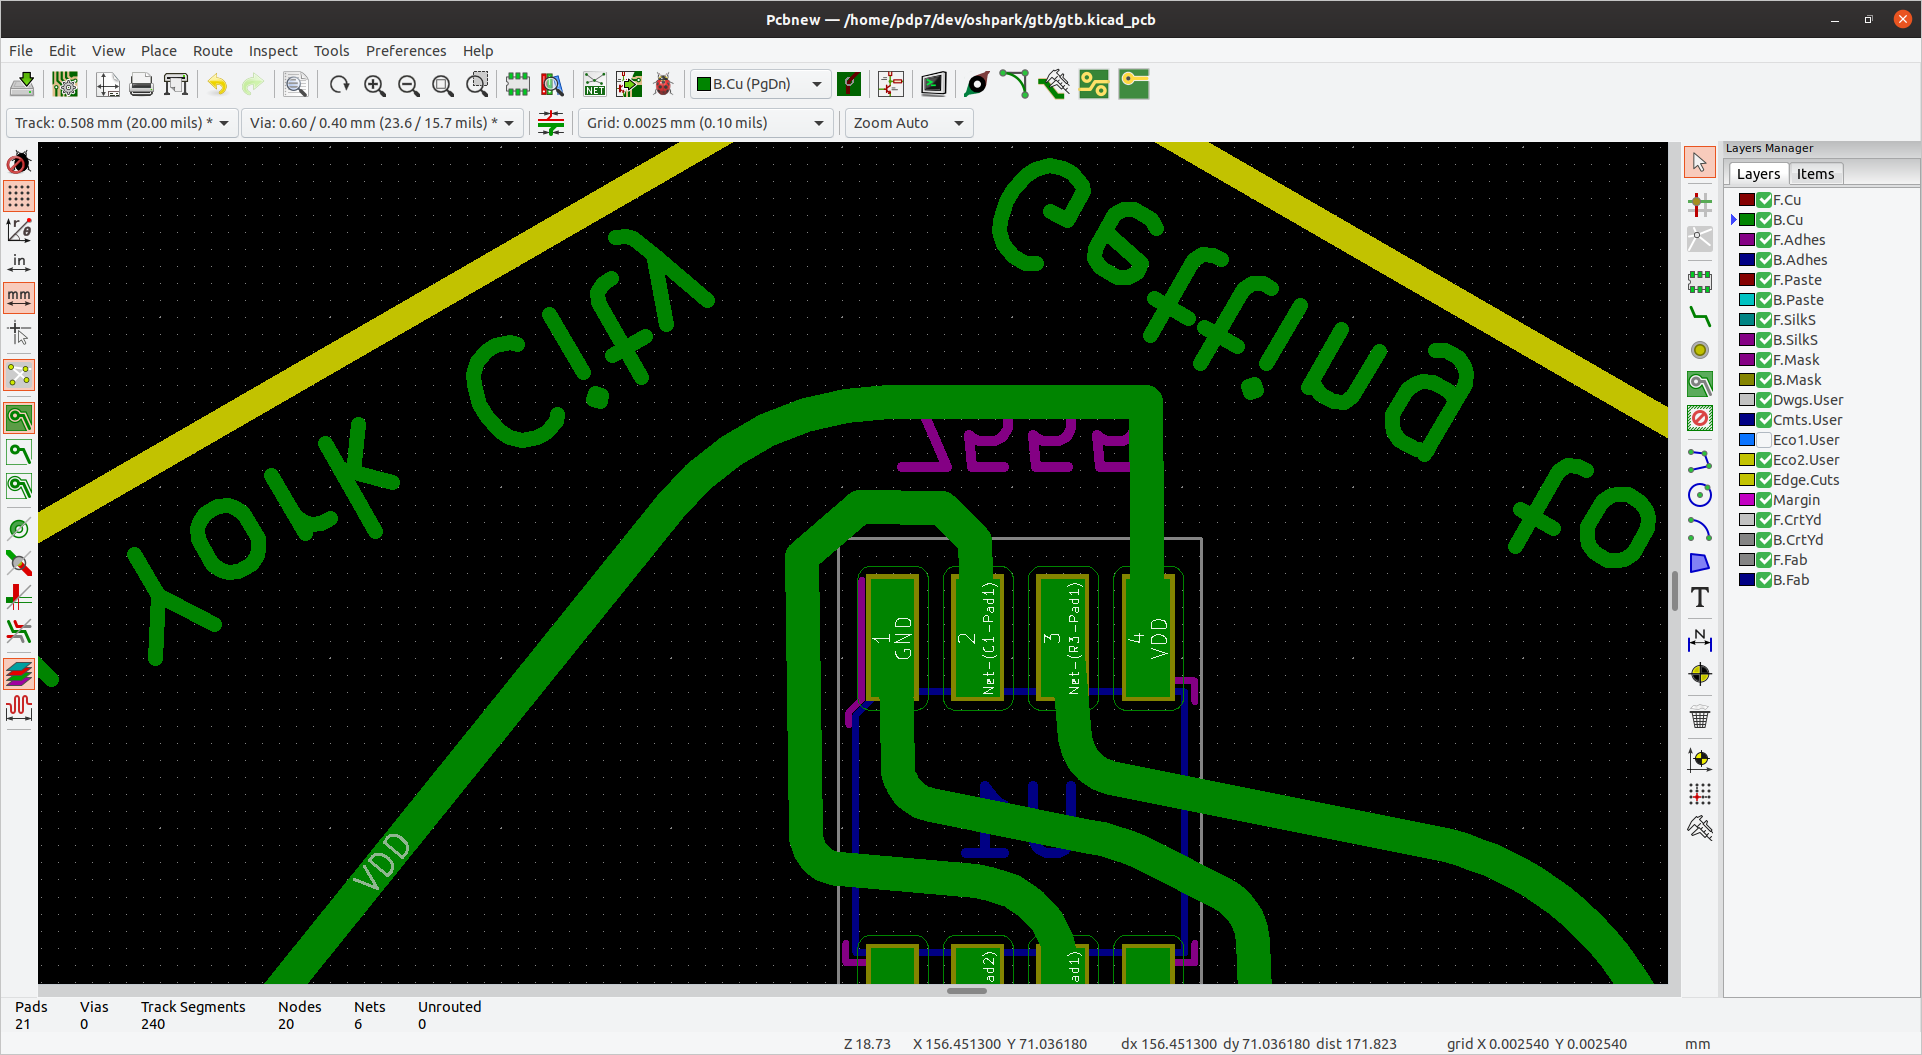 Pcbnew — /home/pdp7/dev/oshpark/gtb/gtb.kicad_pcb
File Edit View Place Route Inspect Tools Preferences Help
NET
B.Cu (PgDn)
Track: 0.508 mm (20.00 mils) *
Via: 0.60 / 0.40 mm (23.6 / 15.7 mils) *
Grid: 0.0025 mm (0.10 mils)
Zoom Auto
in
mm
York City
Getting
to
7555
1 GND
2 Net-(C1-Pad1)
3 Net-(R3-Pad1)
4 VDD
VDD
U1
ad2)
ad1)
T
N
Layers Manager
Layers Items
F.Cu
B.Cu
F.Adhes
B.Adhes
F.Paste
B.Paste
F.SilkS
B.SilkS
F.Mask
B.Mask
Dwgs.User
Cmts.User
Eco1.User
Eco2.User
Edge.Cuts
Margin
F.CrtYd
B.CrtYd
F.Fab
B.Fab
Pads Vias Track Segments Nodes Nets Unrouted
21 0 240 20 6 0
Z 18.73 X 156.451300 Y 71.036180 dx 156.451300 dy 71.036180 dist 171.823 grid X 0.002540 Y 0.002540 mm